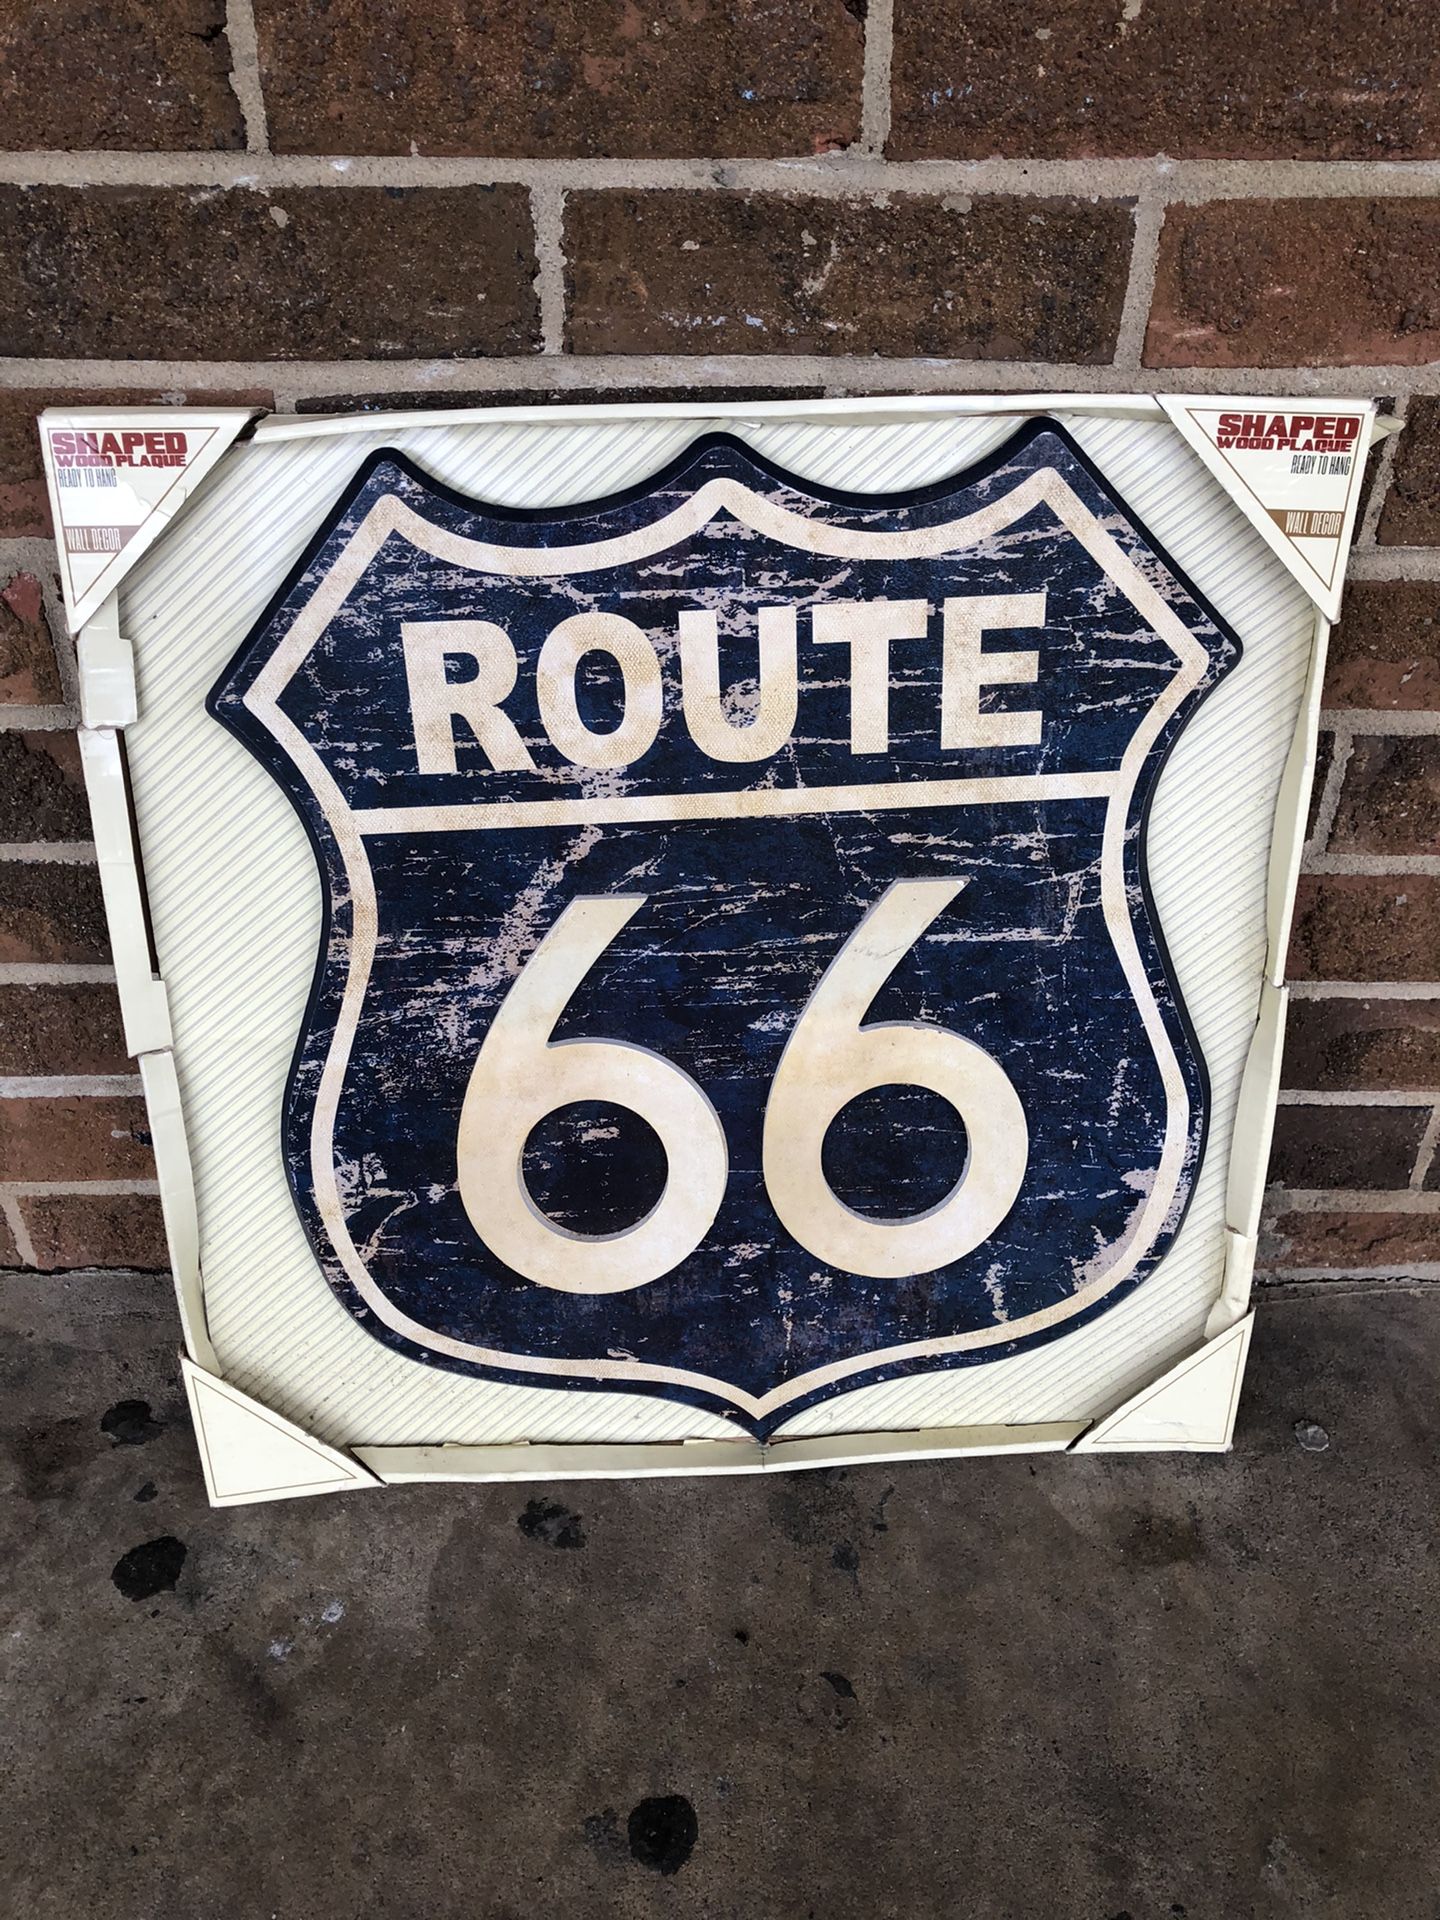 SHAPED
WOOD PLAQUE
READY TO HANG
WALL DECOR
SHAPED
WOOD PLAQUE
READY TO HANG
WALL DECOR
ROUTE
66